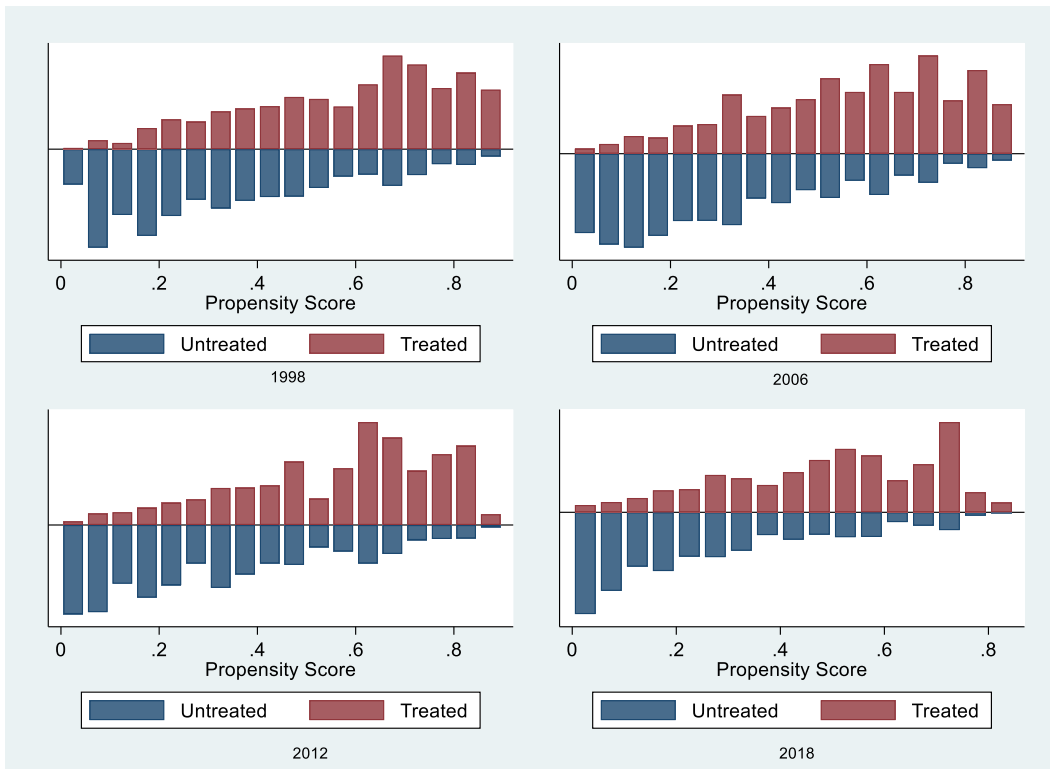 0 .2 .4 .6 .8
Propensity Score
Untreated Treated
1998
0 .2 .4 .6 .8
Propensity Score
Untreated Treated
2006
0 .2 .4 .6 .8
Propensity Score
Untreated Treated
2012
0 .2 .4 .6 .8
Propensity Score
Untreated Treated
2018